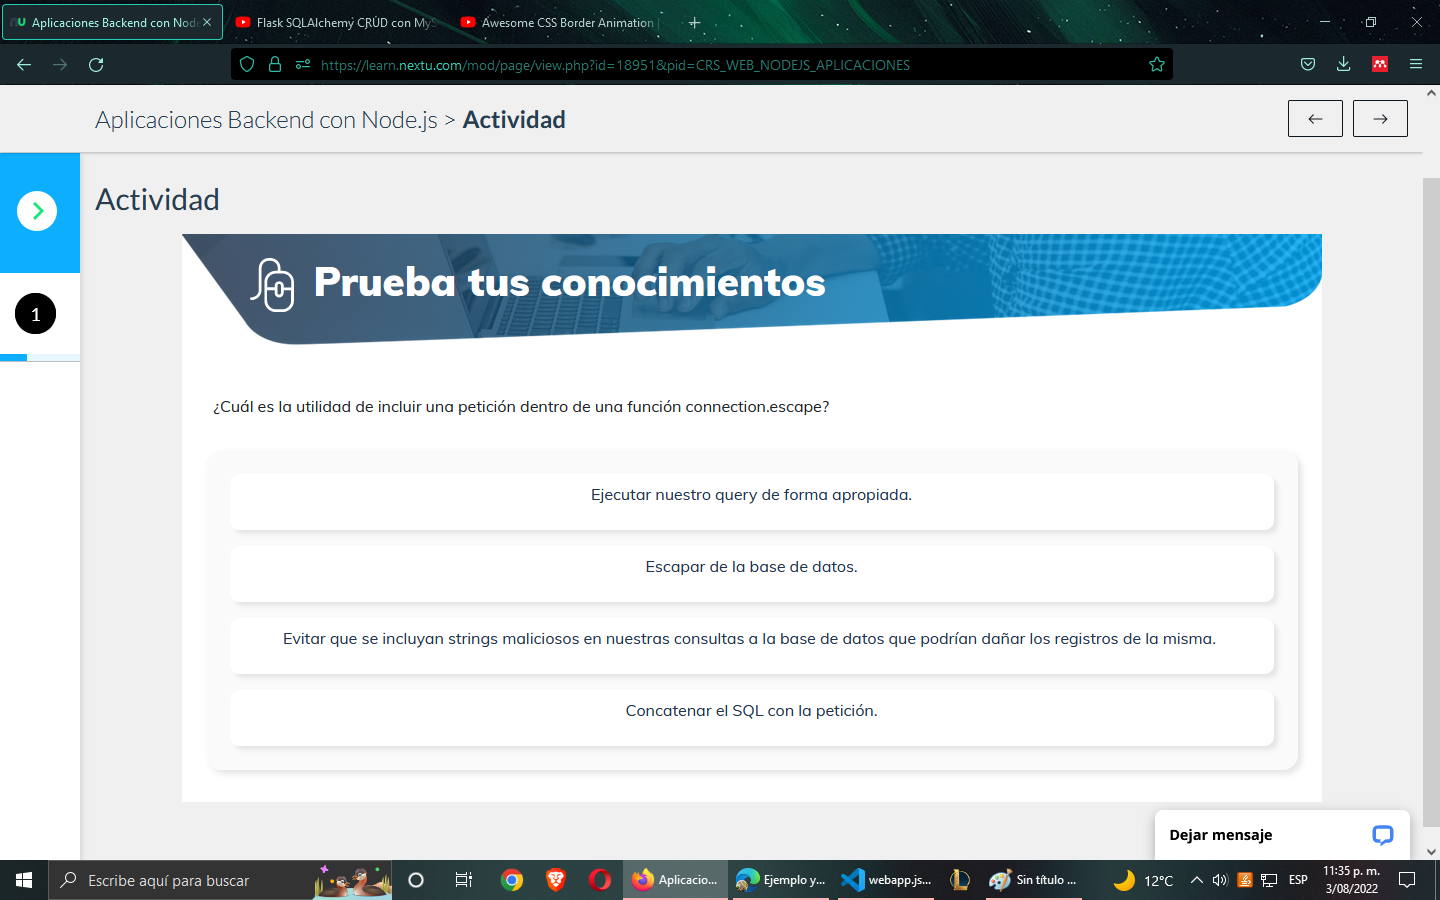 Aplicaciones Backend con Node
Flask SQLAlchemy CRUD con MyS
Awesome CSS Border Animation |
https://learn.nextu.com/mod/page/view.php?id=18951&pid=CRS_WEB_NODEJS_APLICACIONES
Aplicaciones Backend con Node.js > Actividad
1
Actividad
Prueba tus conocimientos
¿Cuál es la utilidad de incluir una petición dentro de una función connection.escape?
Ejecutar nuestro query de forma apropiada.
Escapar de la base de datos.
Evitar que se incluyan strings maliciosos en nuestras consultas a la base de datos que podrían dañar los registros de la misma.
Concatenar el SQL con la petición.
Dejar mensaje
Escribe aquí para buscar
Aplicacio...
Ejemplo y...
webapp.js...
Sin título ...
12°C
ESP
11:35 p. m.
3/08/2022